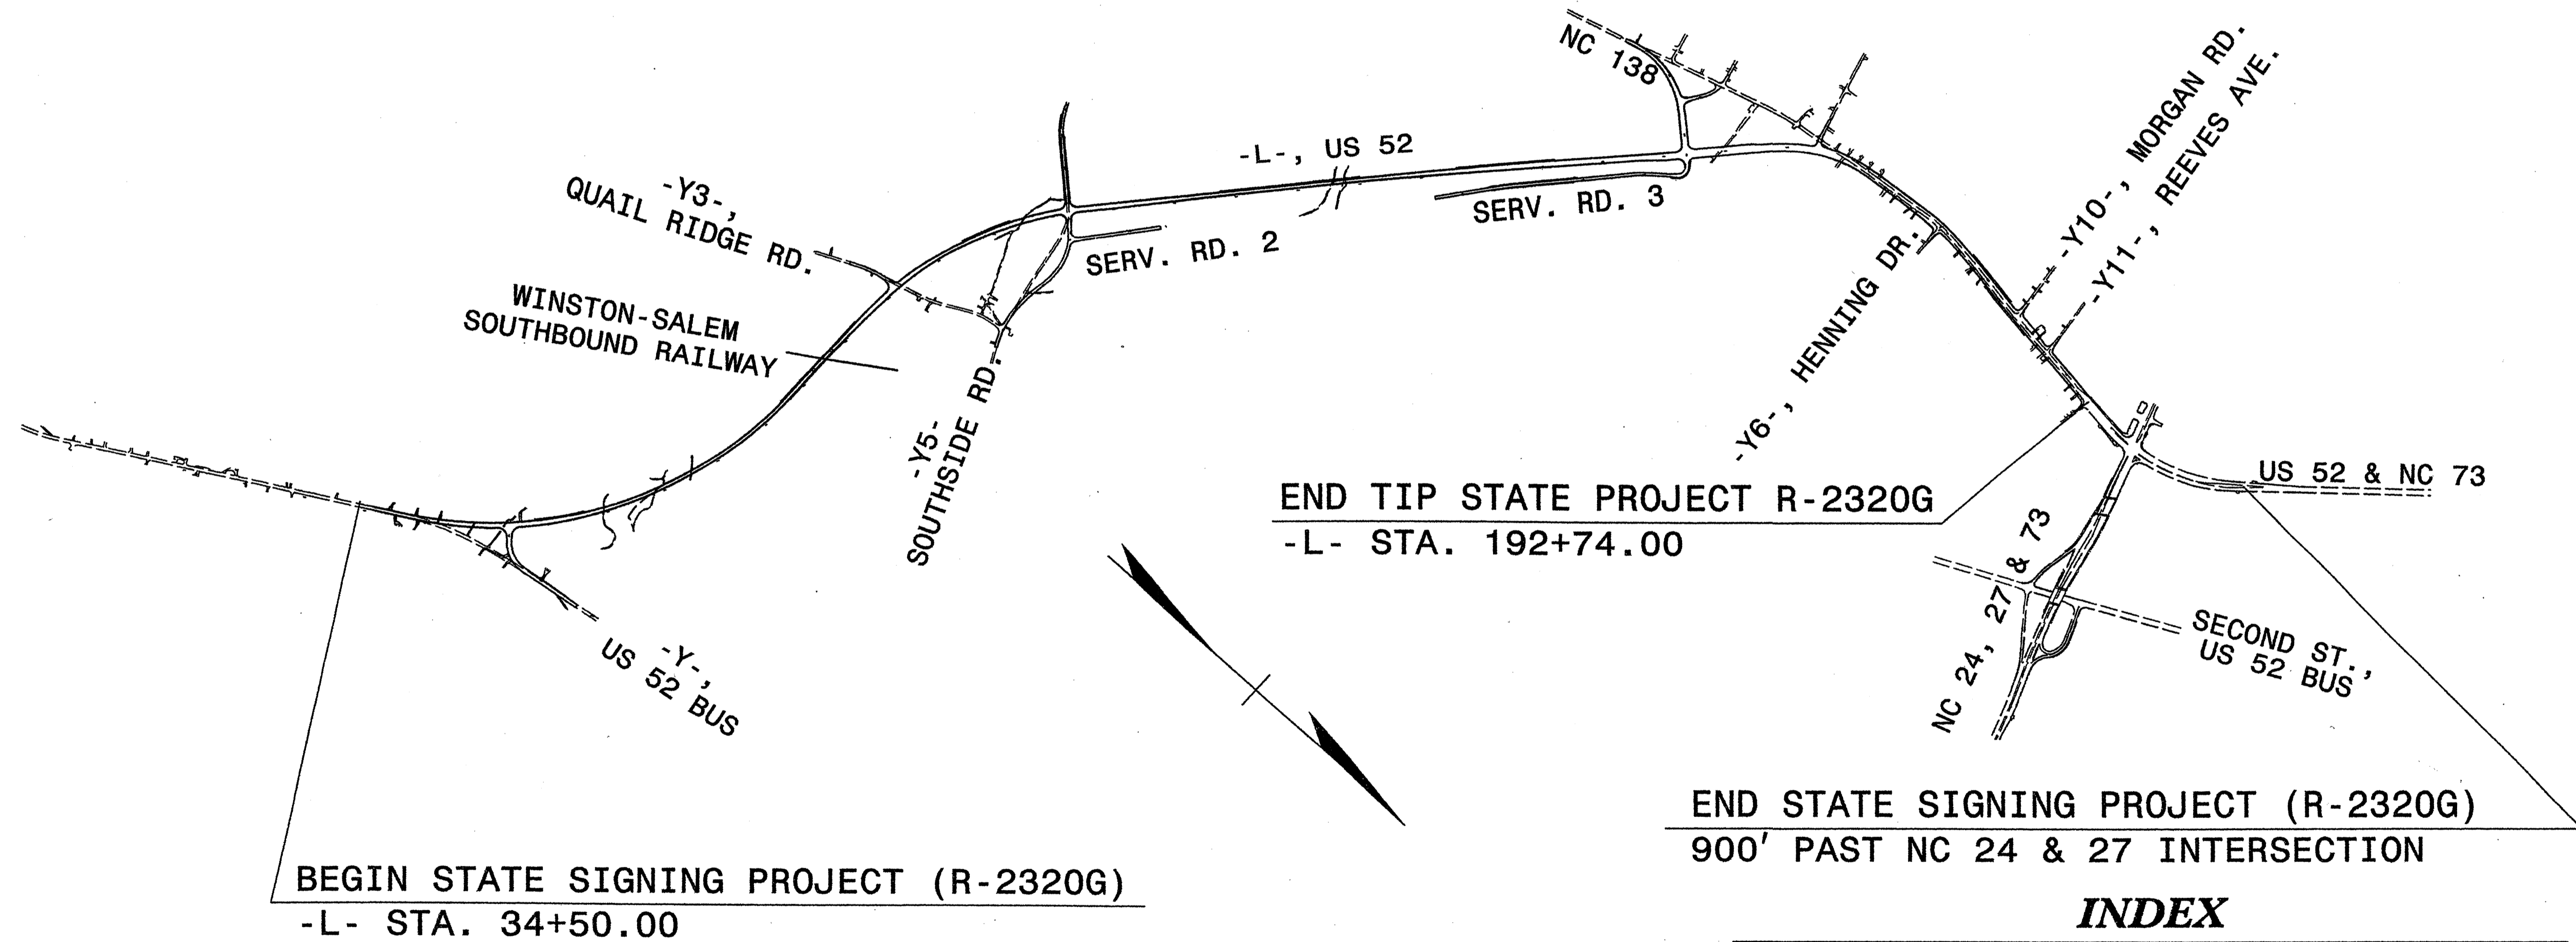 NC 138
-Y10-, MORGAN RD.
-Y11-, REEVES AVE.
-L-, US 52
-Y3-,
QUAIL RIDGE RD.
SERV. RD. 3
SERV. RD. 2
WINSTON-SALEM
SOUTHBOUND RAILWAY
-Y5-
SOUTHSIDE RD.
-Y6-, HENNING DR.
US 52 & NC 73
END TIP STATE PROJECT R-2320G
-L- STA. 192+74.00
NC 24, 27 & 73
SECOND ST.,
US 52 BUS
-Y-,
US 52 BUS
END STATE SIGNING PROJECT (R-2320G)
900' PAST NC 24 & 27 INTERSECTION
BEGIN STATE SIGNING PROJECT (R-2320G)
-L- STA. 34+50.00
INDEX